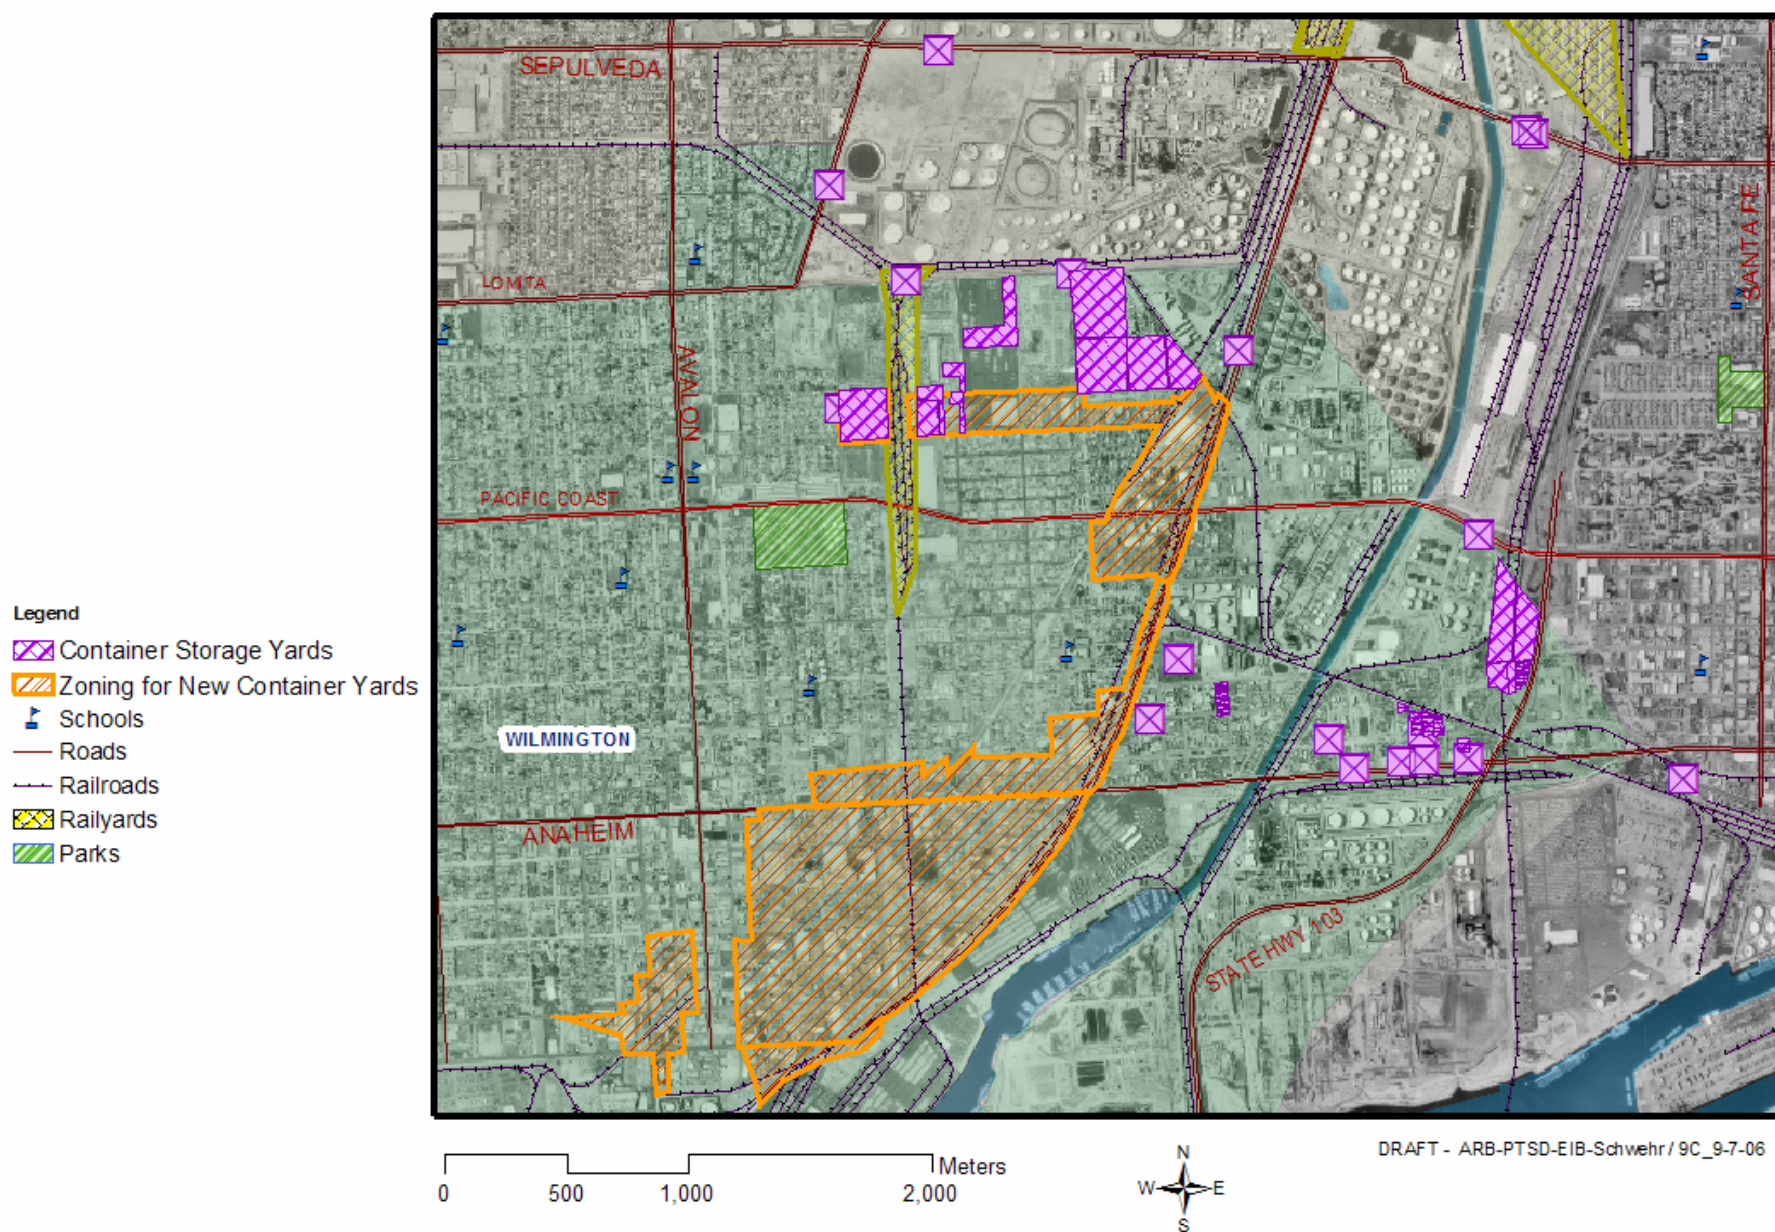 SEPULVEDA
LOMITA
AVALON
SANTA FE
PACIFIC COAST
WILMINGTON
ANAHEIM
STATE HWY 103
Legend
Container Storage Yards
Zoning for New Container Yards
Schools
Roads
Railroads
Railyards
Parks
Meters
0 500 1,000 2,000
N
W E
S
DRAFT - ARB-PTSD-EIB-Schwehr / 9C_9-7-06